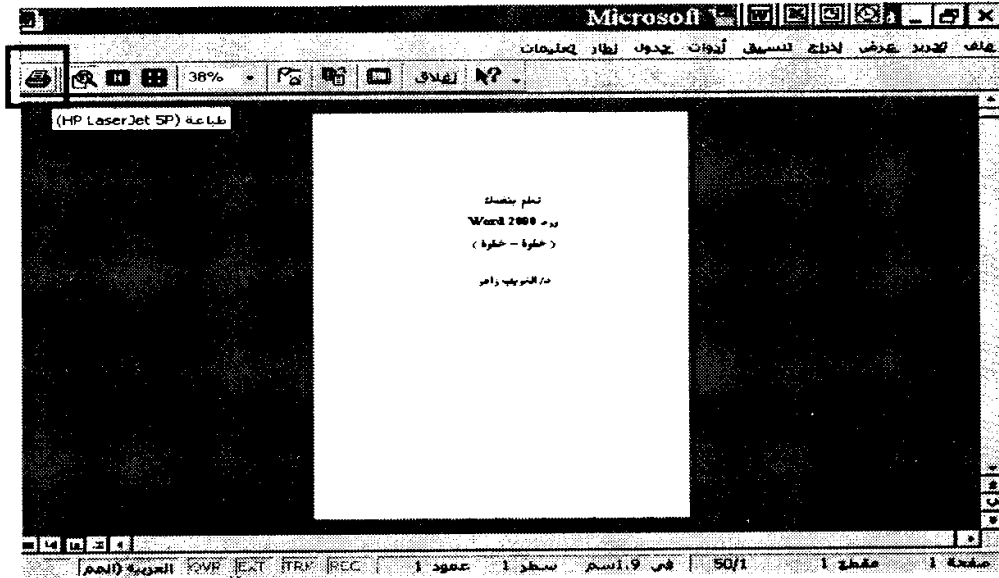 Microsoft
ملف تحرير عرض إدراج تنسيق أدوات جدول إطار تعليمات
38% إغلاق
طباعة (HP LaserJet 5P)
تعلم بنفسك
ورد Word 2000
( خطوة – خطوة )
صفحة 1 مقطع 1 50/1 في 1.9سم سطر 1 عمود 1 REC TRK EXT OVR العربية (المم